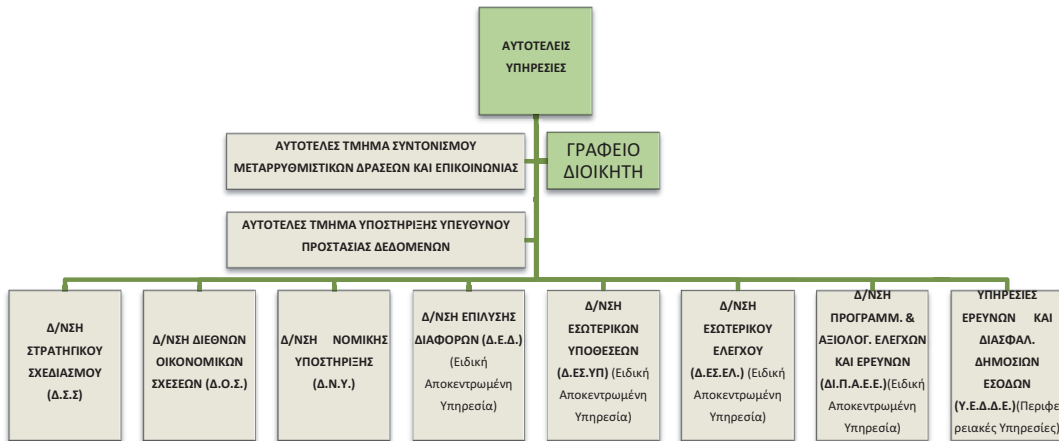 ΑΥΤΟΤΕΛΕΙΣ
ΥΠΗΡΕΣΙΕΣ
ΑΥΤΟΤΕΛΕΣ ΤΜΗΜΑ ΣΥΝΤΟΝΙΣΜΟΥ
ΜΕΤΑΡΡΥΘΜΙΣΤΙΚΩΝ ΔΡΑΣΕΩΝ ΚΑΙ ΕΠΙΚΟΙΝΩΝΙΑΣ
ΓΡΑΦΕΙΟ
ΔΙΟΙΚΗΤΗ
ΑΥΤΟΤΕΛΕΣ ΤΜΗΜΑ ΥΠΟΣΤΗΡΙΞΗΣ ΥΠΕΥΘΥΝΟΥ
ΠΡΟΣΤΑΣΙΑΣ ΔΕΔΟΜΕΝΩΝ
Δ/ΝΣΗ
ΣΤΡΑΤΗΓΙΚΟΥ
ΣΧΕΔΙΑΣΜΟΥ
(Δ.Σ.Σ)
Δ/ΝΣΗ ΔΙΕΘΝΩΝ
ΟΙΚΟΝΟΜΙΚΩΝ
ΣΧΕΣΕΩΝ (Δ.Ο.Σ.)
Δ/ΝΣΗ ΝΟΜΙΚΗΣ
ΥΠΟΣΤΗΡΙΞΗΣ
(Δ.Ν.Υ.)
Δ/ΝΣΗ ΕΠΙΛΥΣΗΣ
ΔΙΑΦΟΡΩΝ (Δ.Ε.Δ.)
(Ειδική
Αποκεντρωμένη
Υπηρεσία)
Δ/ΝΣΗ
ΕΣΩΤΕΡΙΚΩΝ
ΥΠΟΘΕΣΕΩΝ
(Δ.ΕΣ.ΥΠ) (Ειδική
Αποκεντρωμένη
Υπηρεσία)
Δ/ΝΣΗ
ΕΣΩΤΕΡΙΚΟΥ
ΕΛΕΓΧΟΥ
(Δ.ΕΣ.ΕΛ.) (Ειδική
Αποκεντρωμένη
Υπηρεσία)
Δ/ΝΣΗ
ΠΡΟΓΡΑΜΜ. &
ΑΞΙΟΛΟΓ. ΕΛΕΓΧΩΝ
ΚΑΙ ΕΡΕΥΝΩΝ
(ΔΙ.Π.Α.Ε.Ε.)(Ειδική
Αποκεντρωμένη
Υπηρεσία)
ΥΠΗΡΕΣΙΕΣ
ΕΡΕΥΝΩΝ ΚΑΙ
ΔΙΑΣΦΑΛ.
ΔΗΜΟΣΙΩΝ
ΕΣΟΔΩΝ
(Υ.Ε.Δ.Δ.Ε.)(Περιφε
ρειακές Υπηρεσίες)